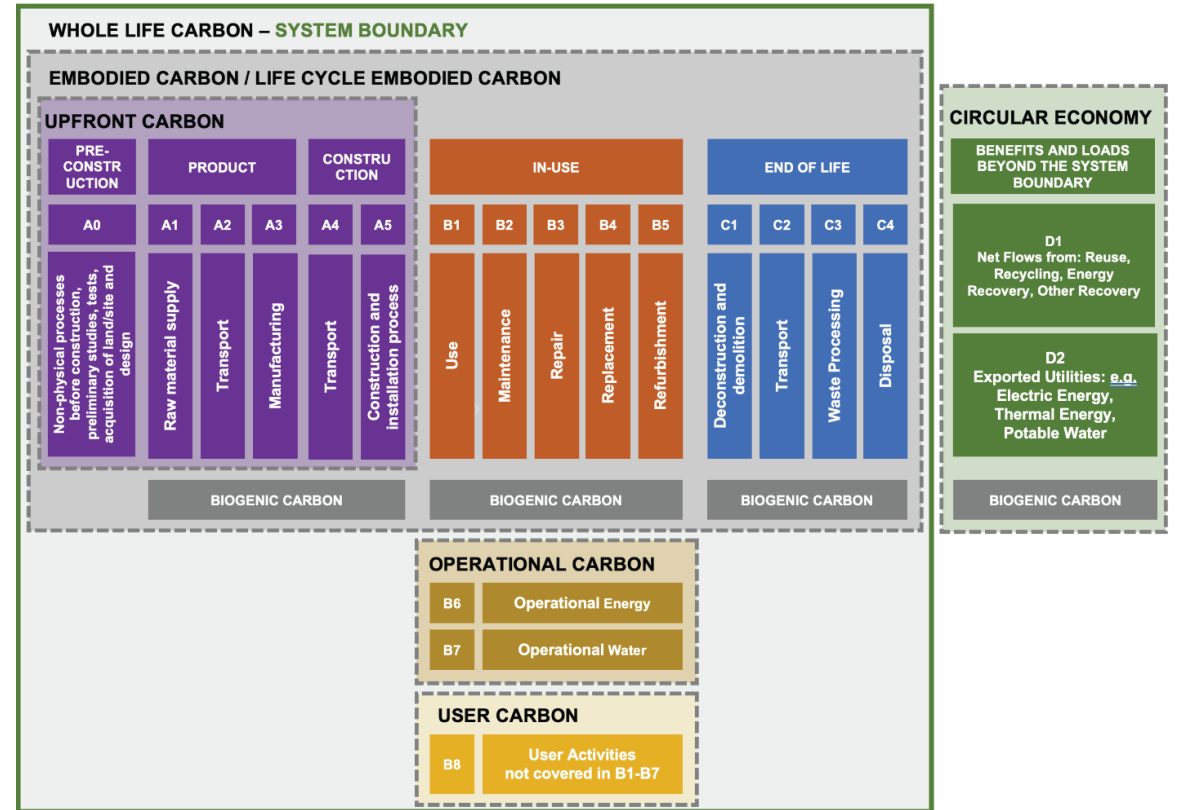 WHOLE LIFE CARBON – SYSTEM BOUNDARY
EMBODIED CARBON / LIFE CYCLE EMBODIED CARBON
UPFRONT CARBON
PRE-
CONSTR
UCTION
PRODUCT
CONSTRU
CTION
IN-USE
END OF LIFE
A0
A1
A2
A3
A4
A5
B1
B2
B3
B4
B5
C1
C2
C3
C4
Non-physical processes
before construction,
preliminary studies, tests,
acquisition of land/site and
design
Raw material supply
Transport
Manufacturing
Transport
Construction and
installation process
Use
Maintenance
Repair
Replacement
Refurbishment
Deconstruction and
demolition
Transport
Waste Processing
Disposal
BIOGENIC CARBON
BIOGENIC CARBON
BIOGENIC CARBON
CIRCULAR ECONOMY
BENEFITS AND LOADS
BEYOND THE SYSTEM
BOUNDARY
D1
Net Flows from: Reuse,
Recycling, Energy
Recovery, Other Recovery
D2
Exported Utilities: e.g.
Electric Energy,
Thermal Energy,
Potable Water
BIOGENIC CARBON
OPERATIONAL CARBON
B6
Operational Energy
B7
Operational Water
USER CARBON
B8
User Activities
not covered in B1-B7